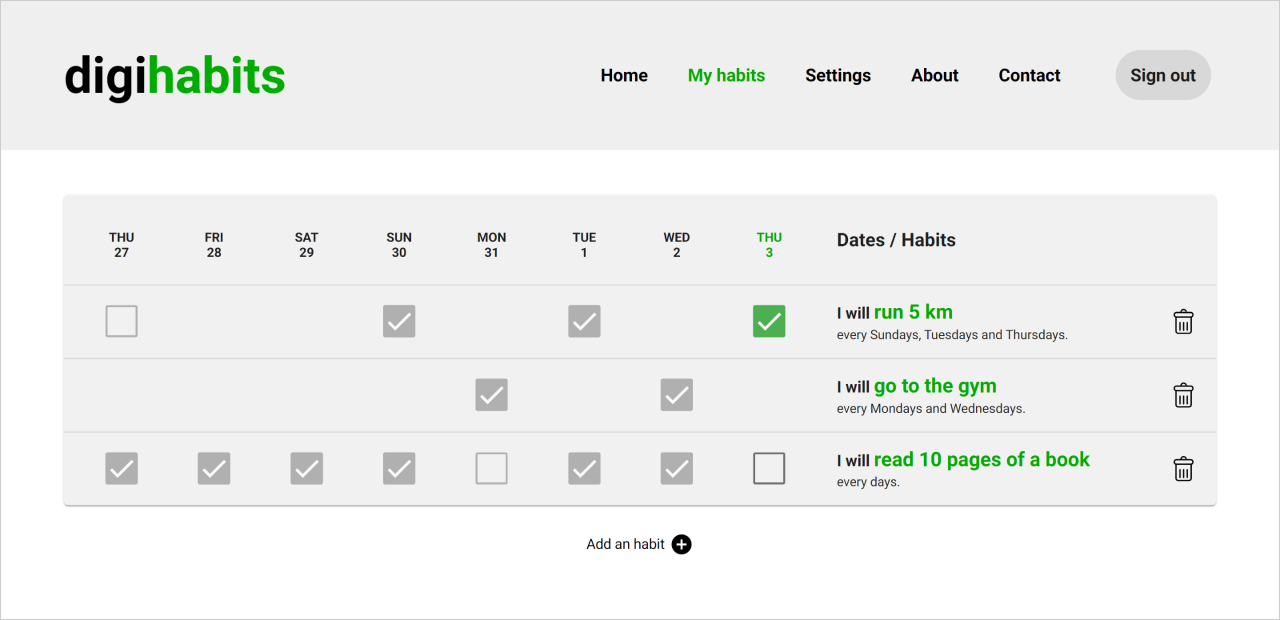 digihabits Home My habits Settings About Contact Sign out
THU FRI SAT SUN MON TUE WED THU Dates / Habits
27 28 29 30 31 1 2 3
I will run 5 km
every Sundays, Tuesdays and Thursdays.
I will go to the gym
every Mondays and Wednesdays.
I will read 10 pages of a book
every days.
Add an habit